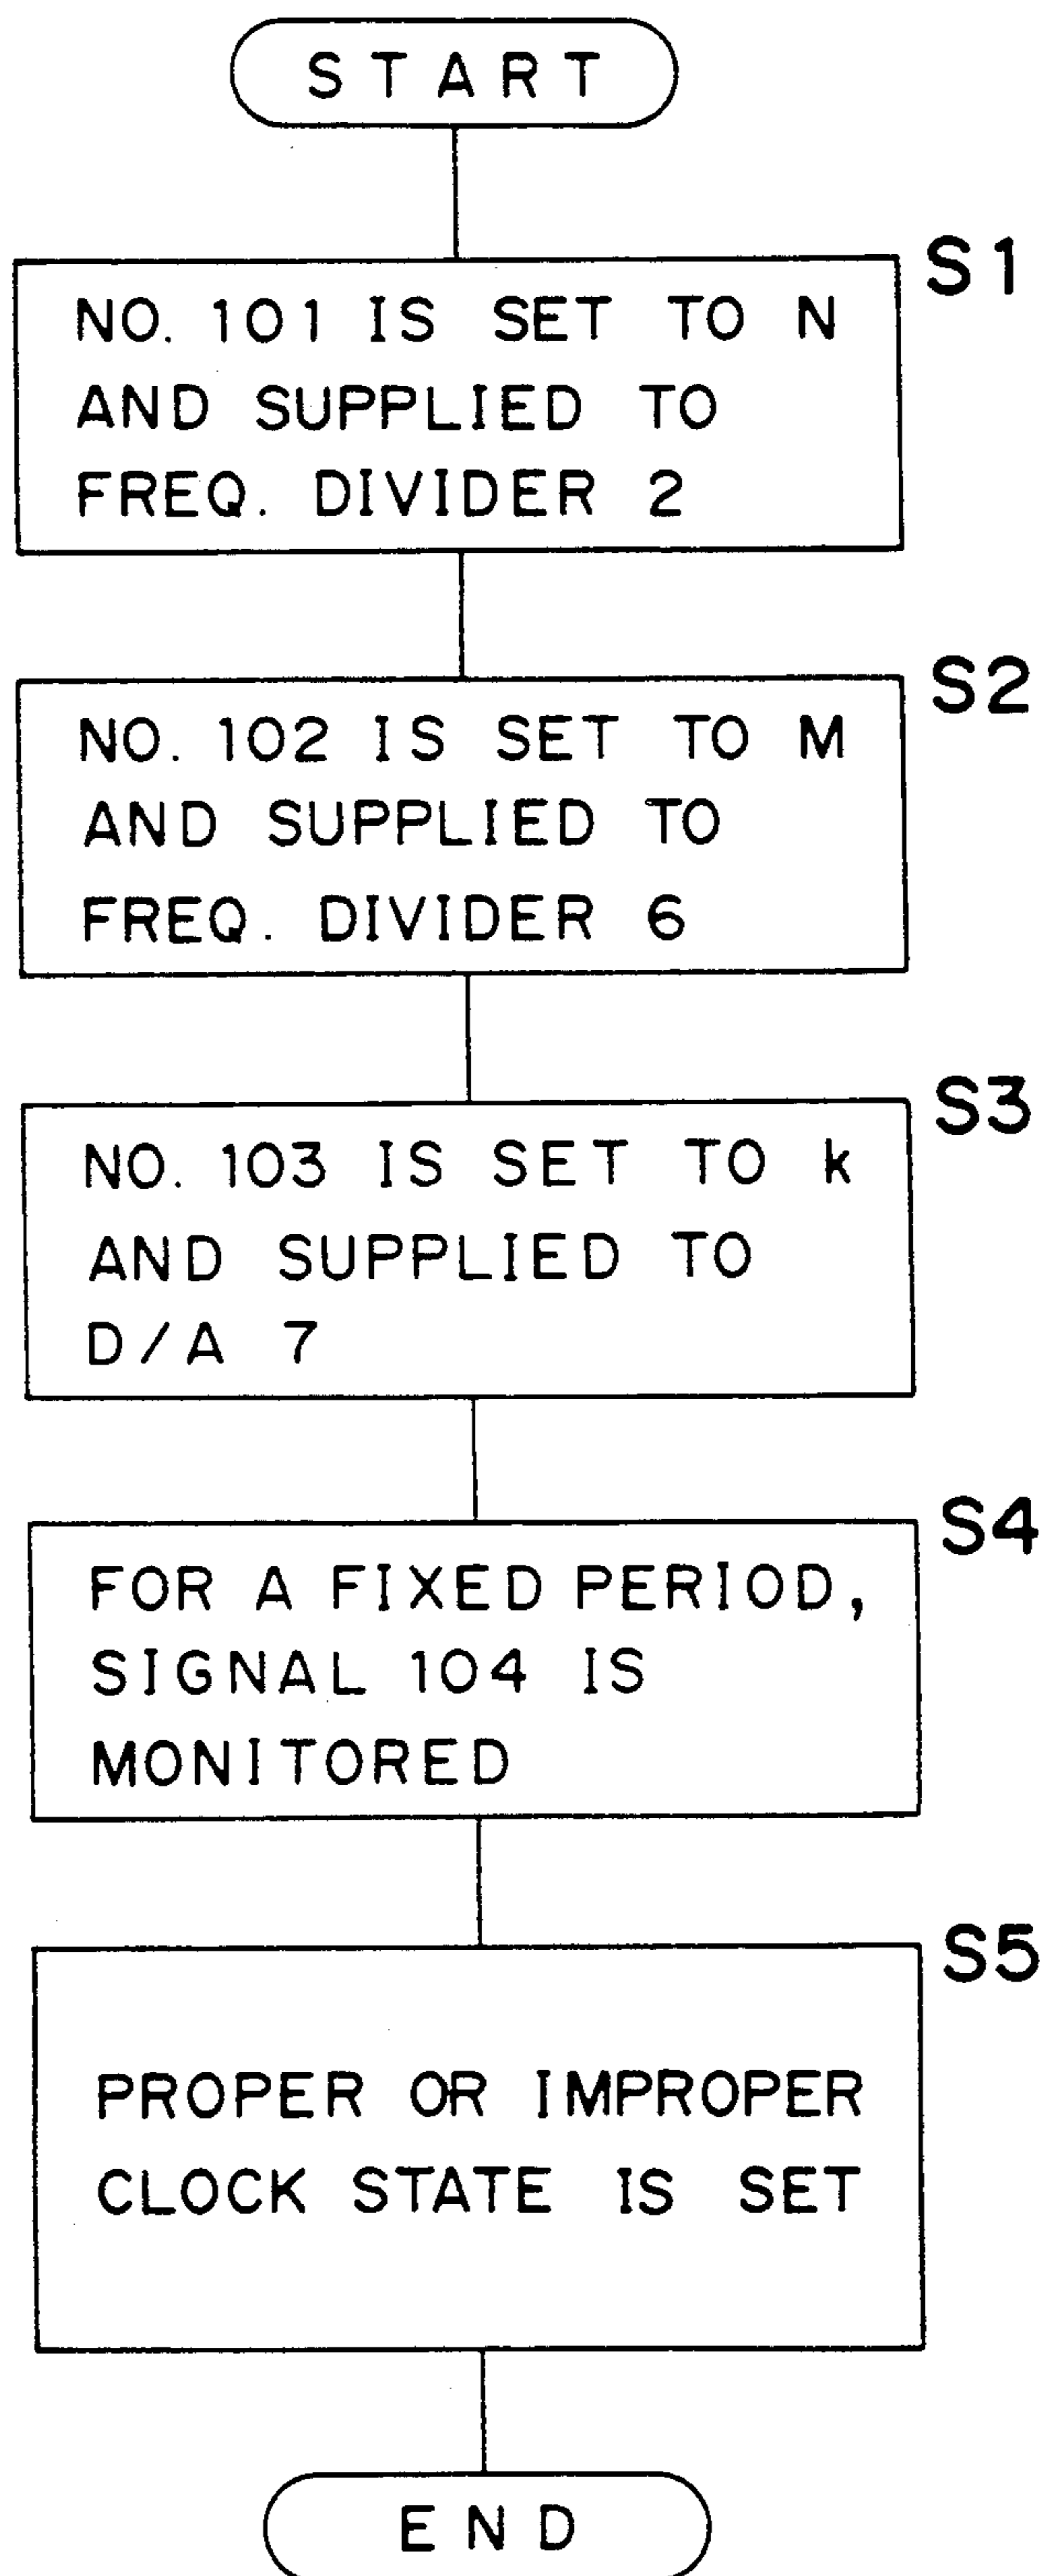 START
S1
NO. 101 IS SET TO N
AND SUPPLIED TO
FREQ. DIVIDER 2
S2
NO. 102 IS SET TO M
AND SUPPLIED TO
FREQ. DIVIDER 6
S3
NO. 103 IS SET TO k
AND SUPPLIED TO
D/A 7
S4
FOR A FIXED PERIOD,
SIGNAL 104 IS
MONITORED
S5
PROPER OR IMPROPER
CLOCK STATE IS SET
END